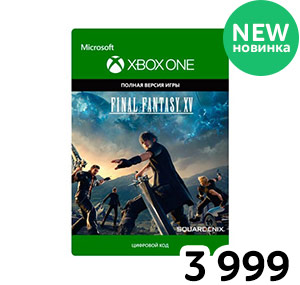 NEW
новинка
Microsoft
XBOX ONE
ПОЛНАЯ ВЕРСИЯ ИГРЫ
FINAL FANTASY XV
SQUARE ENIX
ЦИФРОВОЙ КОД
3 999